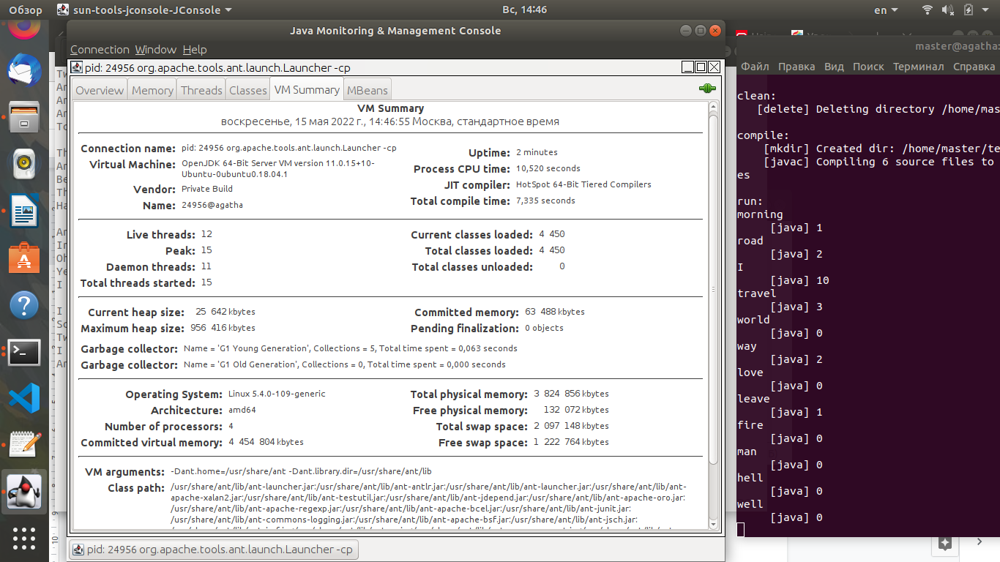 Обзор sun-tools-jconsole-JConsole Вс, 14:46 en
Java Monitoring & Management Console
Connection Window Help
pid: 24956 org.apache.tools.ant.launch.Launcher -cp
Overview Memory Threads Classes VM Summary MBeans
VM Summary
воскресенье, 15 мая 2022 г., 14:46:55 Москва, стандартное время
Connection name: pid: 24956 org.apache.tools.ant.launch.Launcher -cp
Virtual Machine: OpenJDK 64-Bit Server VM version 11.0.15+10-
Ubuntu-0ubuntu0.18.04.1
Vendor: Private Build
Name: 24956@agatha
Uptime: 2 minutes
Process CPU time: 10,520 seconds
JIT compiler: HotSpot 64-Bit Tiered Compilers
Total compile time: 7,335 seconds
Live threads: 12
Peak: 15
Daemon threads: 11
Total threads started: 15
Current classes loaded: 4 450
Total classes loaded: 4 450
Total classes unloaded: 0
Current heap size: 25 642 kbytes
Maximum heap size: 956 416 kbytes
Committed memory: 63 488 kbytes
Pending finalization: 0 objects
Garbage collector: Name = 'G1 Young Generation', Collections = 5, Total time spent = 0,063 seconds
Garbage collector: Name = 'G1 Old Generation', Collections = 0, Total time spent = 0,000 seconds
Operating System: Linux 5.4.0-109-generic
Architecture: amd64
Number of processors: 4
Committed virtual memory: 4 454 804 kbytes
Total physical memory: 3 824 856 kbytes
Free physical memory: 132 072 kbytes
Total swap space: 2 097 148 kbytes
Free swap space: 1 222 764 kbytes
VM arguments: -Dant.home=/usr/share/ant -Dant.library.dir=/usr/share/ant/lib
Class path: /usr/share/ant/lib/ant-launcher.jar:/usr/share/ant/lib/ant-antlr.jar:/usr/share/ant/lib/ant-launcher.jar:/usr/share/ant/lib/ant-
apache-xalan2.jar:/usr/share/ant/lib/ant-testutil.jar:/usr/share/ant/lib/ant-jdepend.jar:/usr/share/ant/lib/ant-apache-oro.jar:
/usr/share/ant/lib/ant-apache-regexp.jar:/usr/share/ant/lib/ant-apache-bcel.jar:/usr/share/ant/lib/ant-junit.jar:
/usr/share/ant/lib/ant-commons-logging.jar:/usr/share/ant/lib/ant-apache-bsf.jar:/usr/share/ant/lib/ant-jsch.jar:
pid: 24956 org.apache.tools.ant.launch.Launcher -cp
master@agatha:
Файл Правка Вид Поиск Терминал Справка
clean:
[delete] Deleting directory /home/mas
compile:
[mkdir] Created dir: /home/master/te
[javac] Compiling 6 source files to
es
run:
morning
[java] 1
road
[java] 2
I
[java] 10
travel
[java] 3
world
[java] 0
way
[java] 2
love
[java] 0
leave
[java] 1
fire
[java] 0
man
[java] 0
hell
[java] 0
well
[java] 0